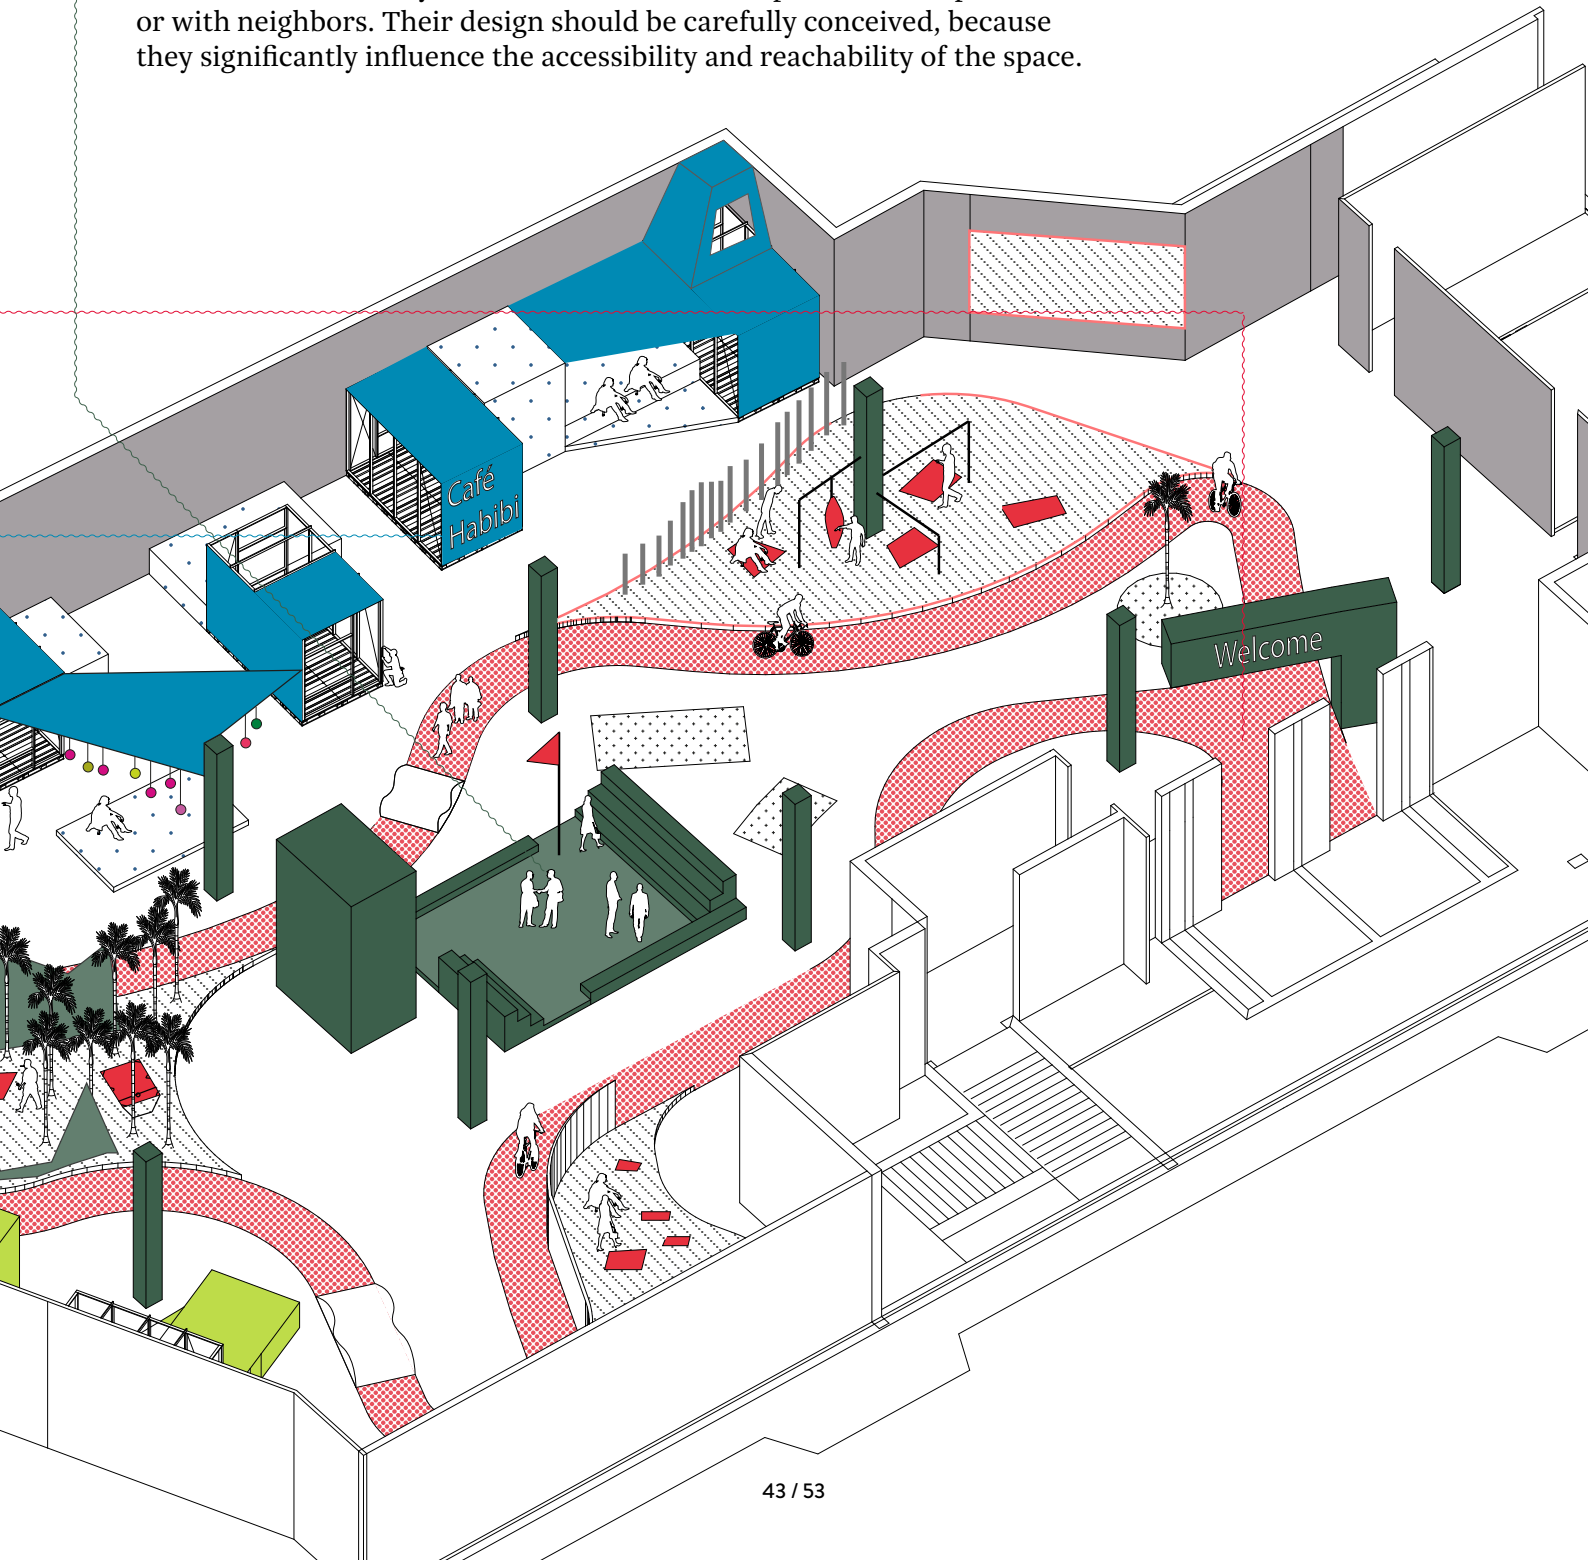 or with neighbors. Their design should be carefully conceived, because
they significantly influence the accessibility and reachability of the space.
Café
Habibi
Welcome
43 / 53